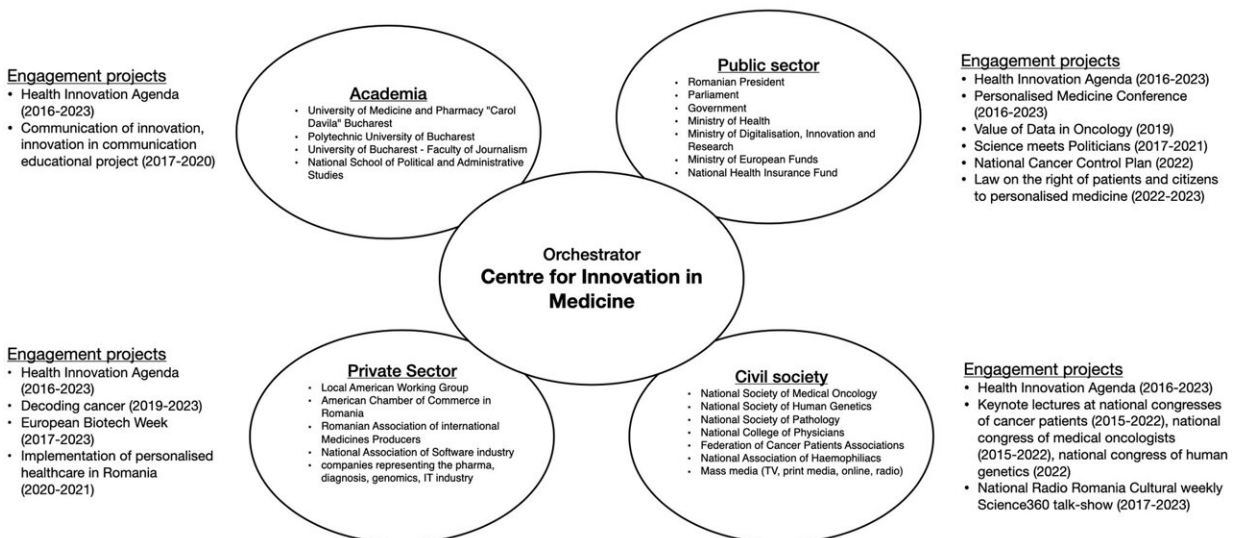 Engagement projects
• Health Innovation Agenda
(2016-2023)
• Communication of innovation,
innovation in communication
educational project (2017-2020)
Academia
• University of Medicine and Pharmacy "Carol
Davila" Bucharest
• Polytechnic University of Bucharest
• University of Bucharest - Faculty of Journalism
• National School of Political and Administrative
Studies
Public sector
• Romanian President
• Parliament
• Government
• Ministry of Health
• Ministry of Digitalisation, Innovation and
Research
• Ministry of European Funds
• National Health Insurance Fund
Engagement projects
• Health Innovation Agenda (2016-2023)
• Personalised Medicine Conference
(2016-2023)
• Value of Data in Oncology (2019)
• Science meets Politicians (2017-2021)
• National Cancer Control Plan (2022)
• Law on the right of patients and citizens
to personalised medicine (2022-2023)
Orchestrator
Centre for Innovation in
Medicine
Engagement projects
• Health Innovation Agenda
(2016-2023)
• Decoding cancer (2019-2023)
• European Biotech Week
(2017-2023)
• Implementation of personalised
healthcare in Romania
(2020-2021)
Private Sector
• Local American Working Group
• American Chamber of Commerce in
Romania
• Romanian Association of international
Medicines Producers
• National Association of Software industry
• companies representing the pharma,
diagnosis, genomics, IT industry
Civil society
• National Society of Medical Oncology
• National Society of Human Genetics
• National Society of Pathology
• National College of Physicians
• Federation of Cancer Patients Associations
• National Association of Haemophiliacs
• Mass media (TV, print media, online, radio)
Engagement projects
• Health Innovation Agenda (2016-2023)
• Keynote lectures at national congresses
of cancer patients (2015-2022), national
congress of medical oncologists
(2015-2022), national congress of human
genetics (2022)
• National Radio Romania Cultural weekly
Science360 talk-show (2017-2023)